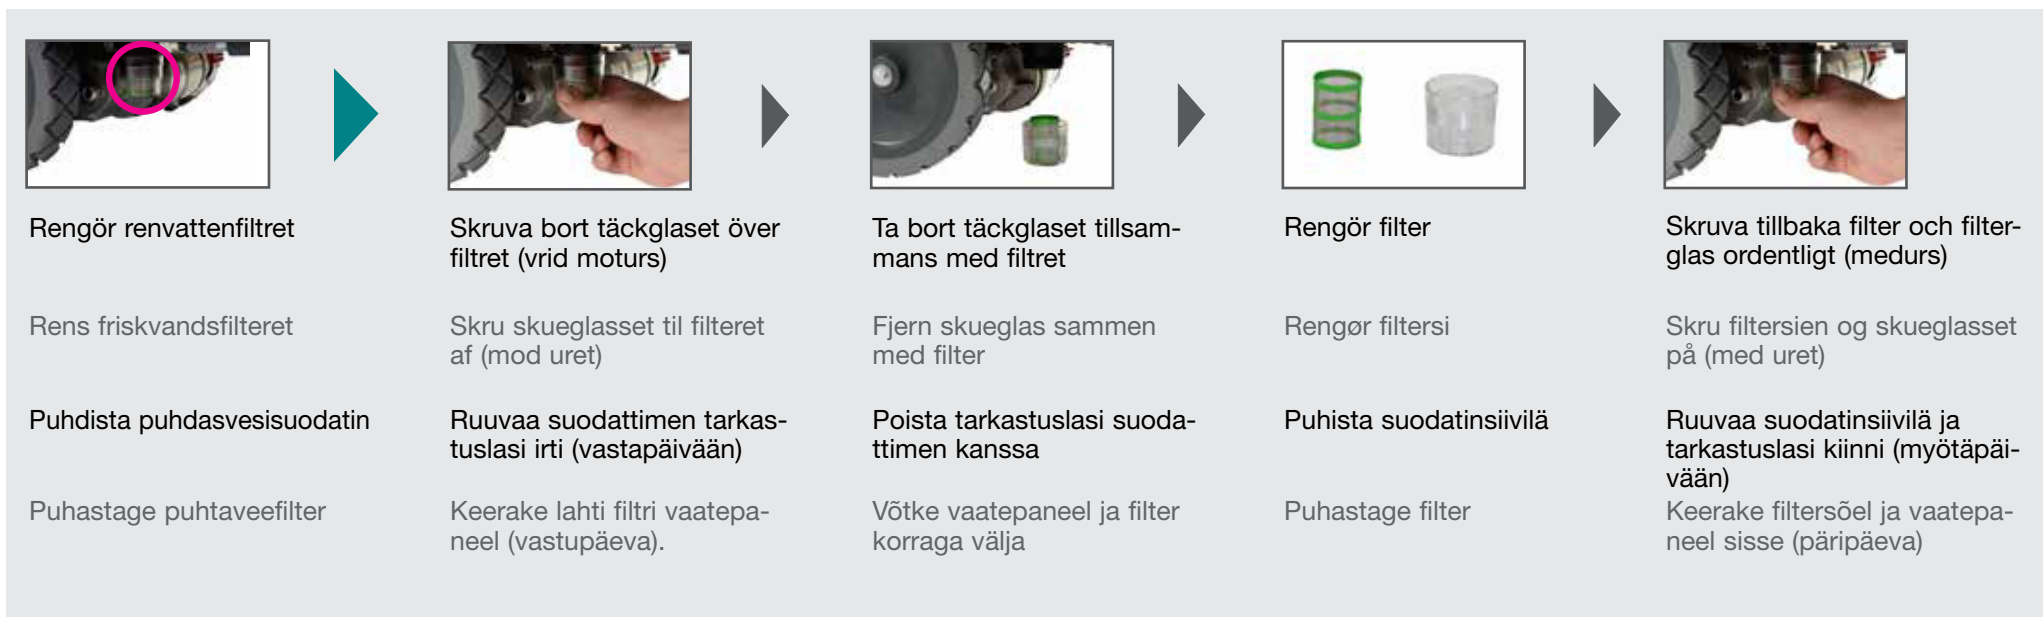 Rengör renvattenfiltret
Skruva bort täckglaset över
filtret (vrid moturs)
Ta bort täckglaset tillsam-
mans med filtret
Rengör filter
Skruva tillbaka filter och filter-
glas ordentligt (medurs)
Rens friskvandsfilteret
Skru skueglasset til filteret
af (mod uret)
Fjern skueglas sammen
med filter
Rengør filtersi
Skru filtersien og skueglasset
på (med uret)
Puhdista puhdasvesisuodatin
Ruuvaa suodattimen tarkas-
tuslasi irti (vastapäivään)
Poista tarkastuslasi suoda-
ttimen kanssa
Puhista suodatinsiivilä
Ruuvaa suodatinsiivilä ja
tarkastuslasi kiinni (myötäpäi-
vään)
Puhastage puhtaveefilter
Keerake lahti filtri vaatepa-
neel (vastupäeva).
Võtke vaatepaneel ja filter
korraga välja
Puhastage filter
Keerake filtersõel ja vaatepa-
neel sisse (päripäeva)